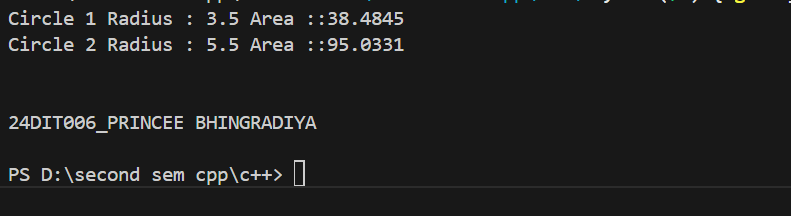 Circle 1 Radius : 3.5 Area ::38.4845
Circle 2 Radius : 5.5 Area ::95.0331
24DIT006_PRINCEE BHINGRADIYA
PS D:\second sem cpp\c++>